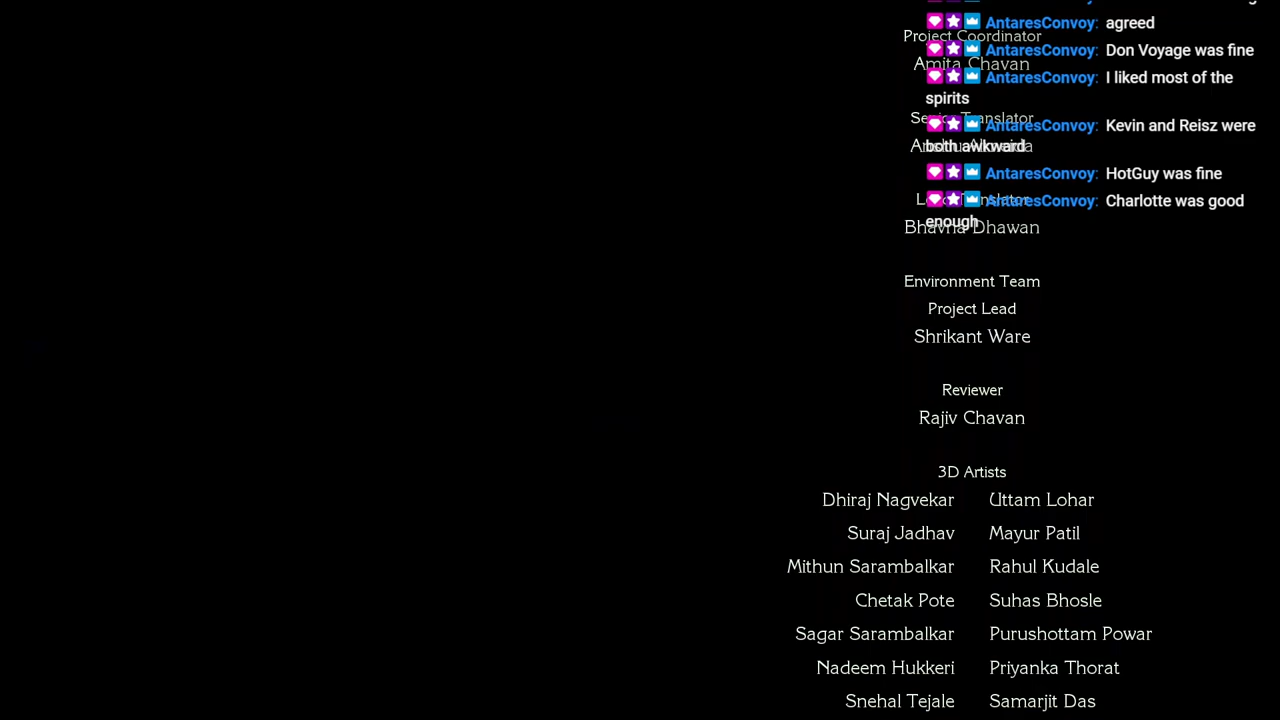 AntaresConvoy: agreed
Project Coordinator
AntaresConvoy: Don Voyage was fine
Amita Chavan
AntaresConvoy: I liked most of the
spirits
Translator
AntaresConvoy: Kevin and Reisz were
both awkward
AntaresConvoy: HotGuy was fine
AntaresConvoy: Charlotte was good
enough
Bhavna Dhawan
Environment Team
Project Lead
Shrikant Ware
Reviewer
Rajiv Chavan
3D Artists
Dhiraj Nagvekar Uttam Lohar
Suraj Jadhav Mayur Patil
Mithun Sarambalkar Rahul Kudale
Chetak Pote Suhas Bhosle
Sagar Sarambalkar Purushottam Powar
Nadeem Hukkeri Priyanka Thorat
Snehal Tejale Samarjit Das